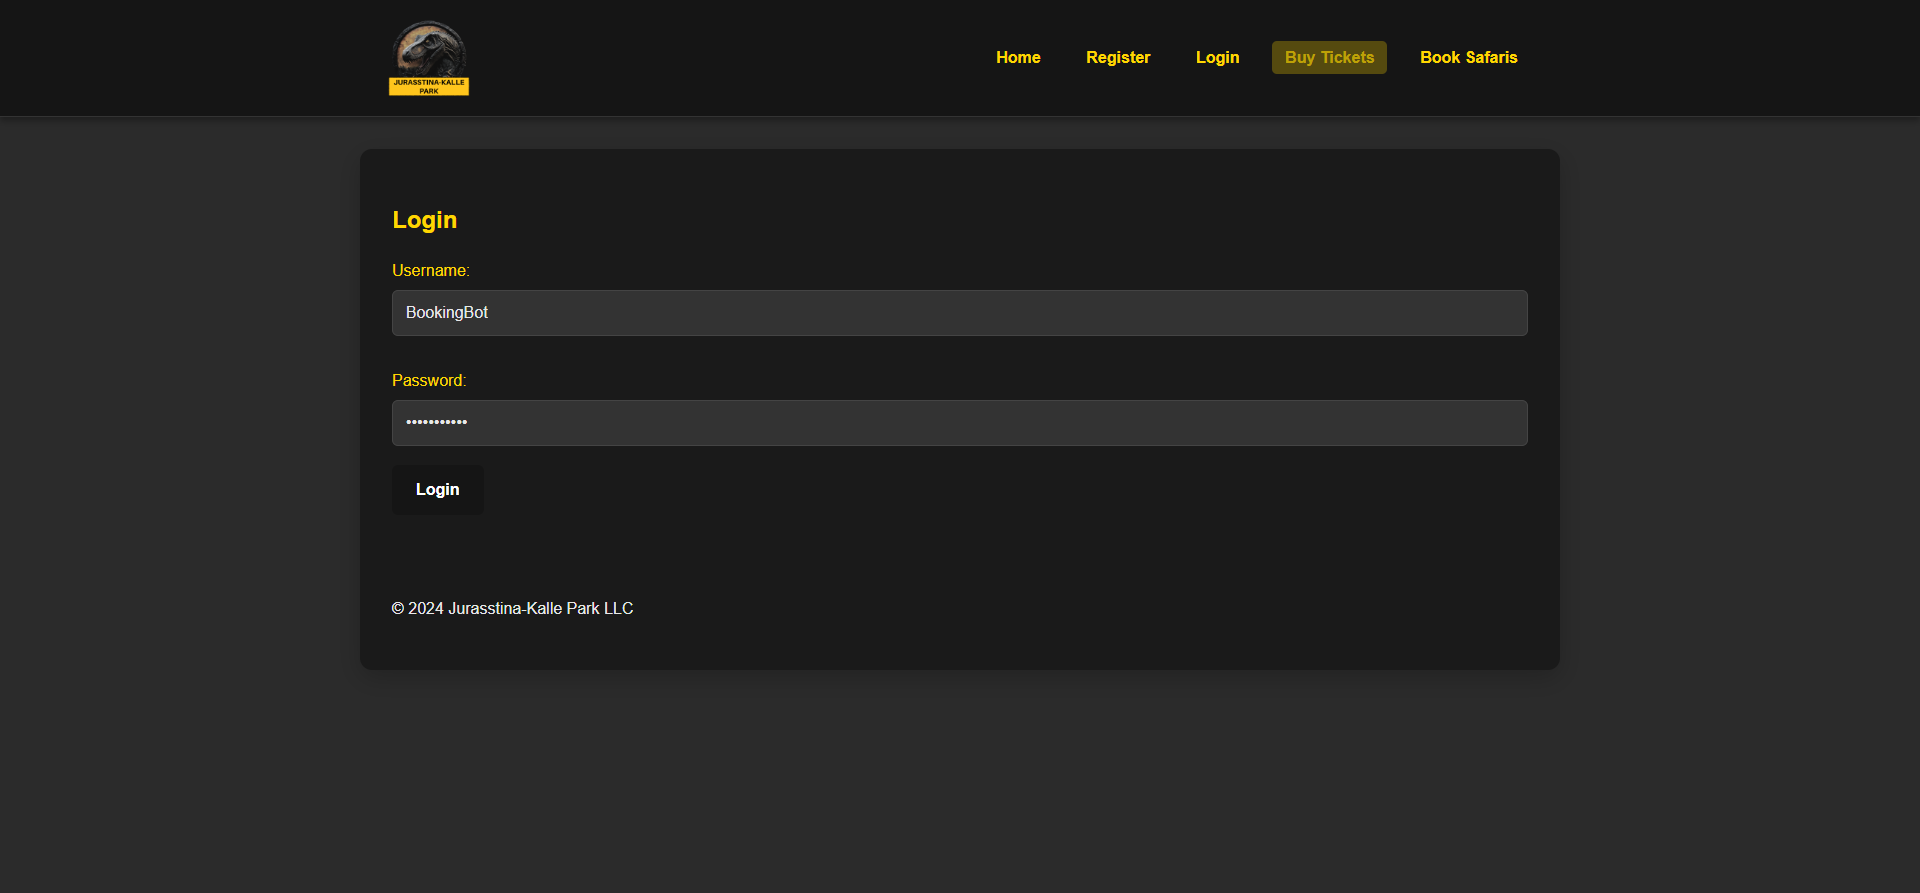 JURASSTINA-KALLE
PARK
Home
Register
Login
Buy Tickets
Book Safaris
Login
Username:
BookingBot
Password:
•••••••••••
Login
© 2024 Jurasstina-Kalle Park LLC